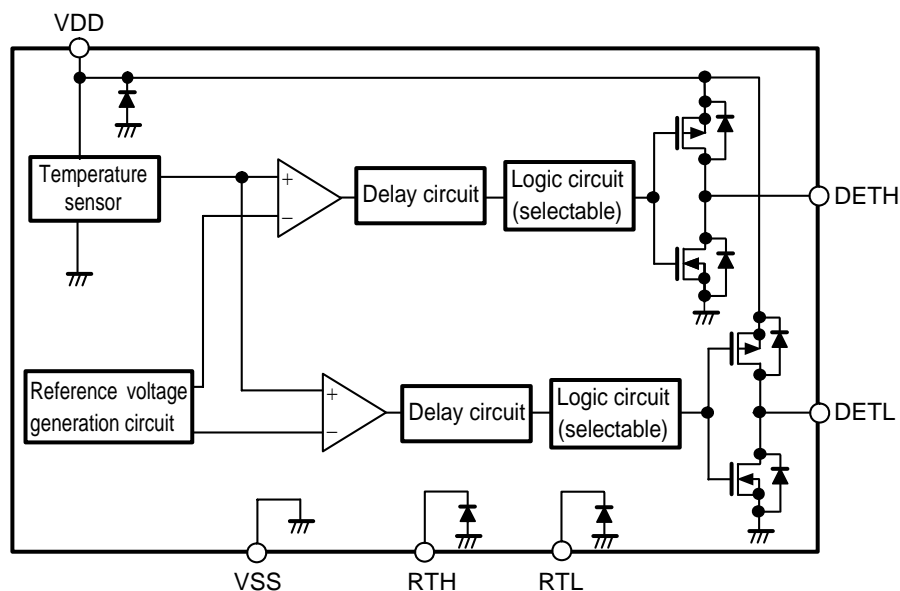 VDD
Temperature
sensor
+
−
Delay circuit
Logic circuit
(selectable)
DETH
Reference voltage
generation circuit
+
−
Delay circuit
Logic circuit
(selectable)
DETL
VSS
RTH
RTL